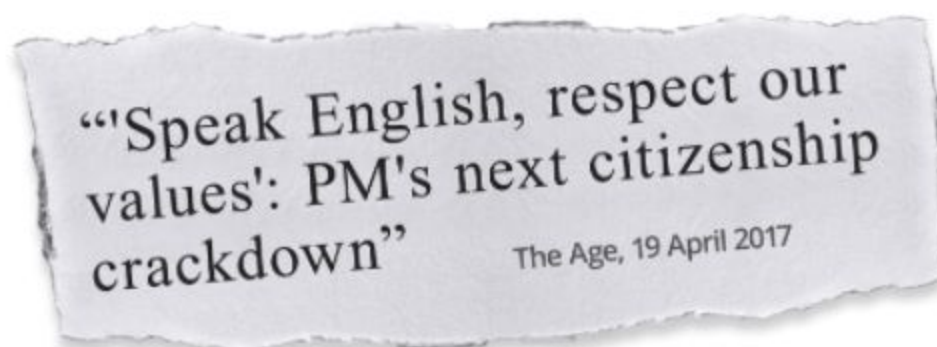 “'Speak English, respect our
values': PM's next citizenship
crackdown”
The Age, 19 April 2017